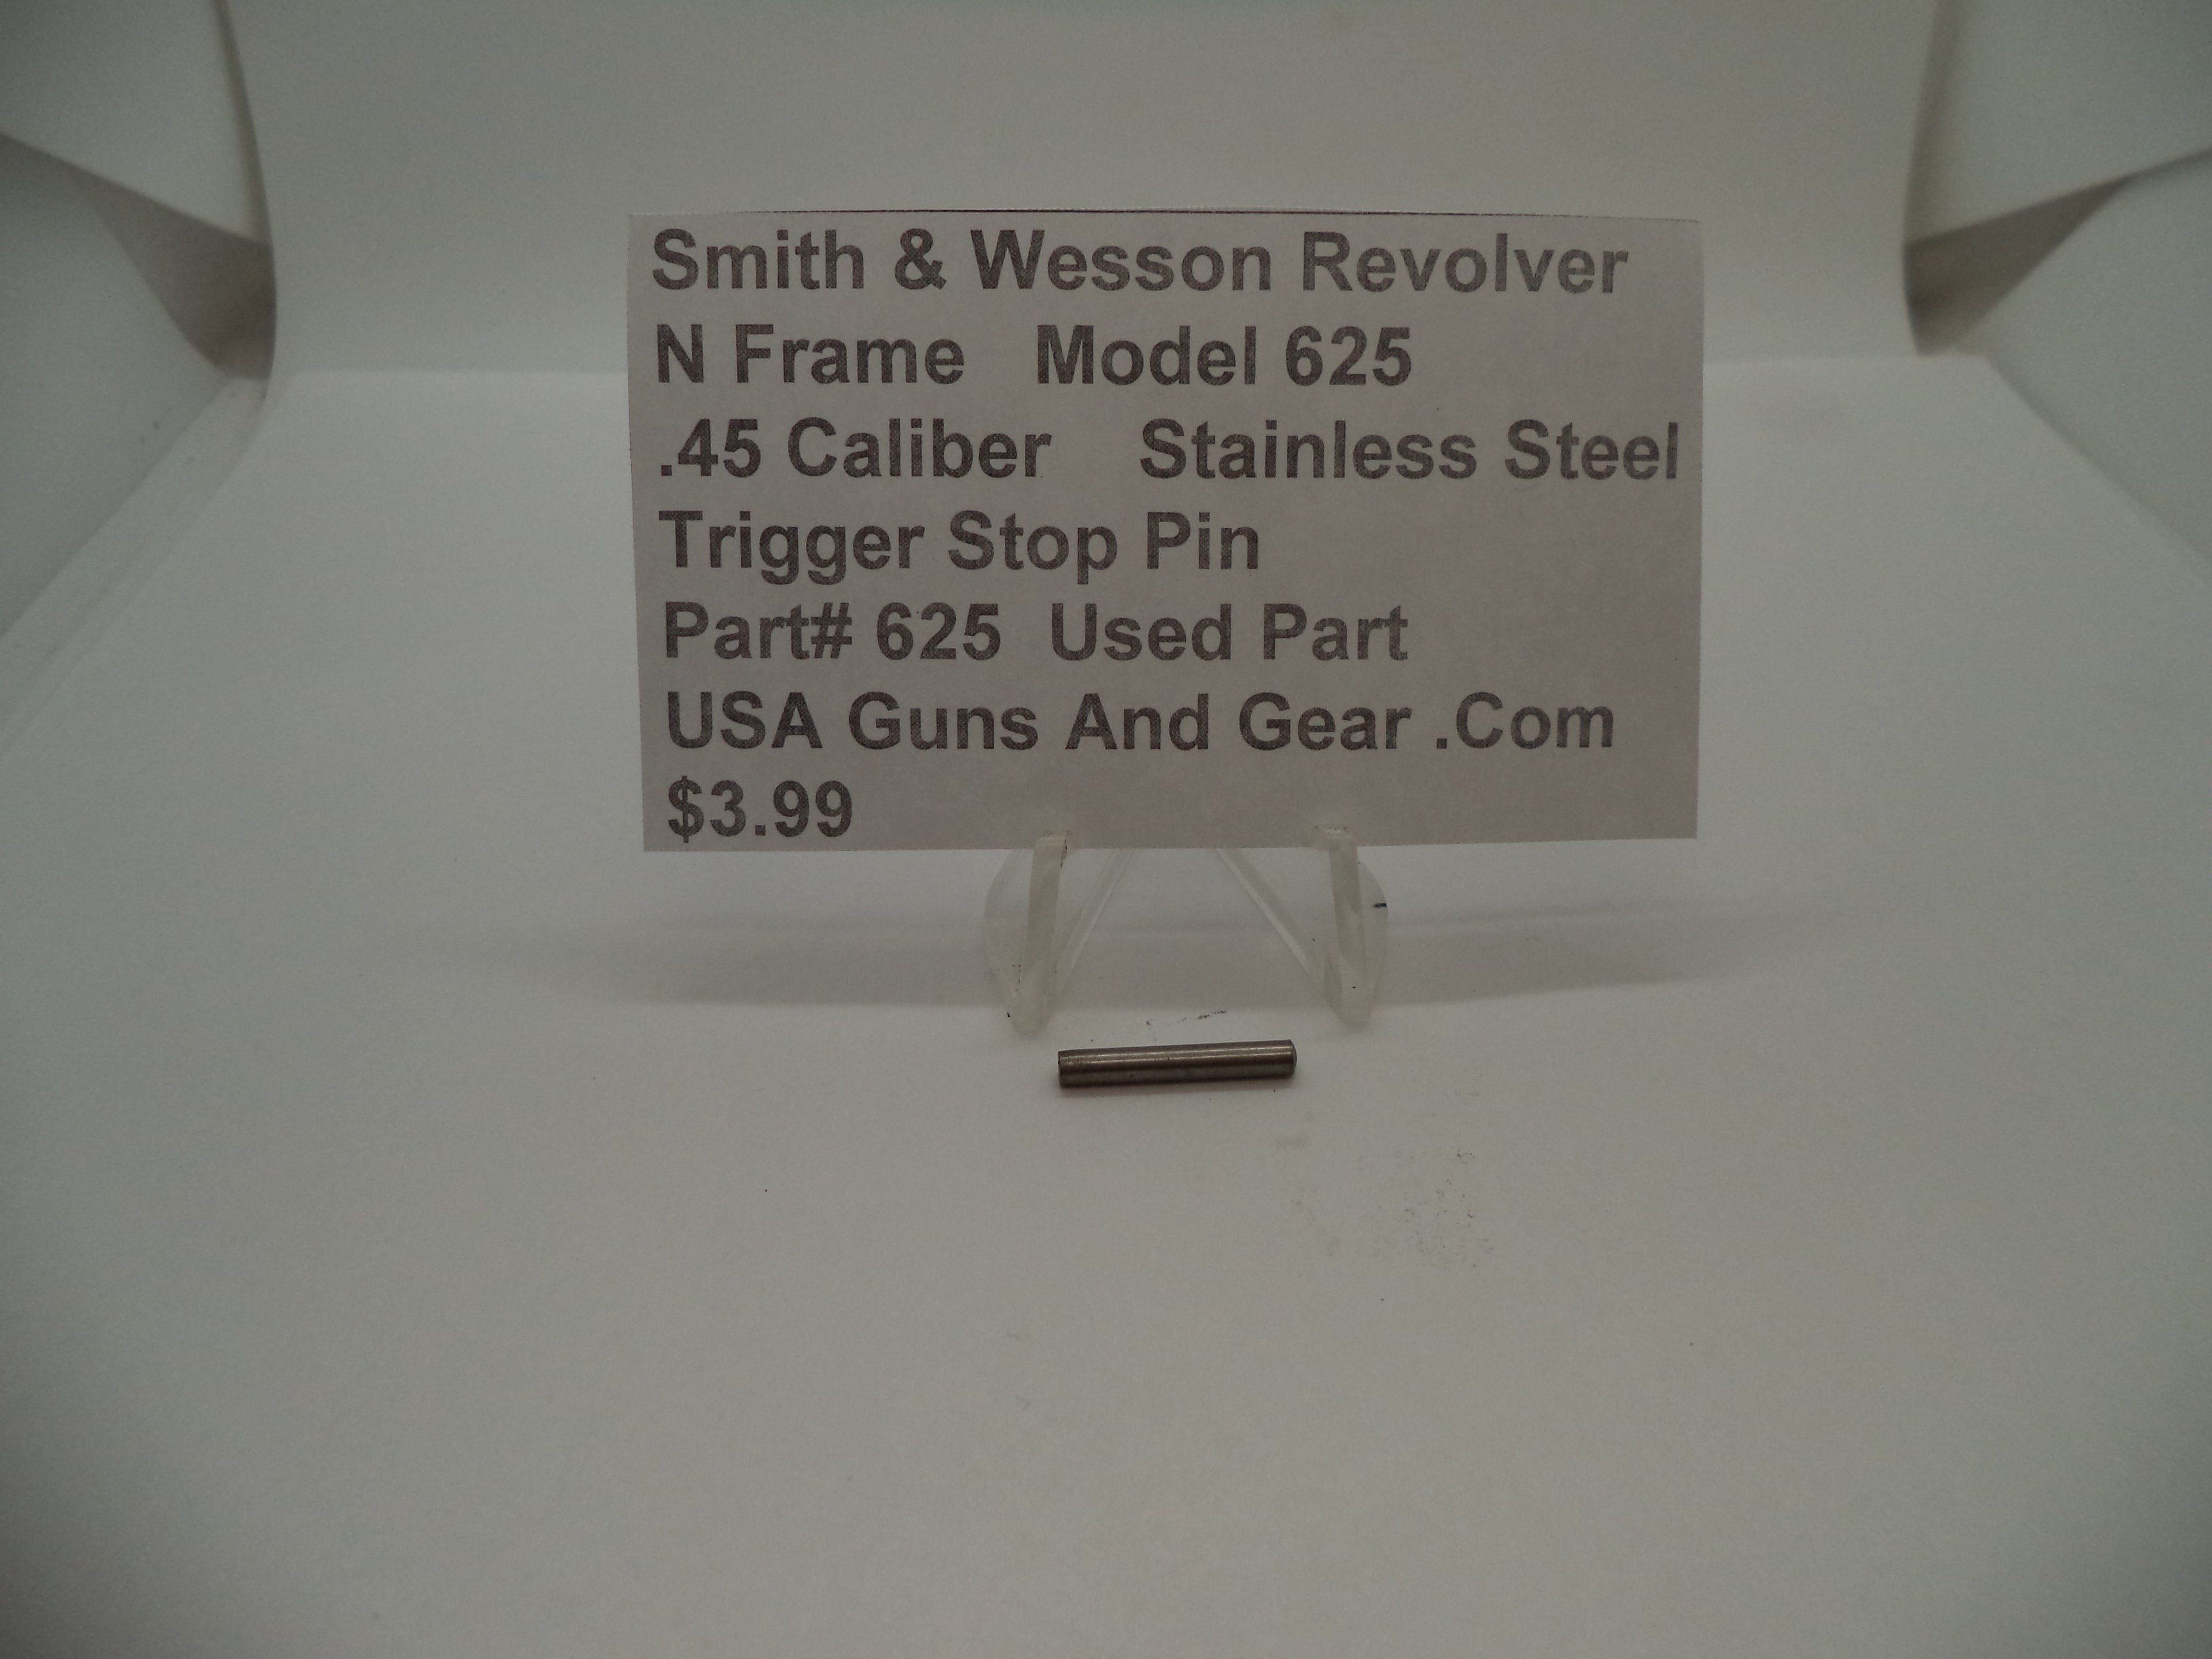 Smith & Wesson Revolver
N Frame Model 625
.45 Caliber Stainless Steel
Trigger Stop Pin
Part# 625 Used Part
USA Guns And Gear .Com
$3.99